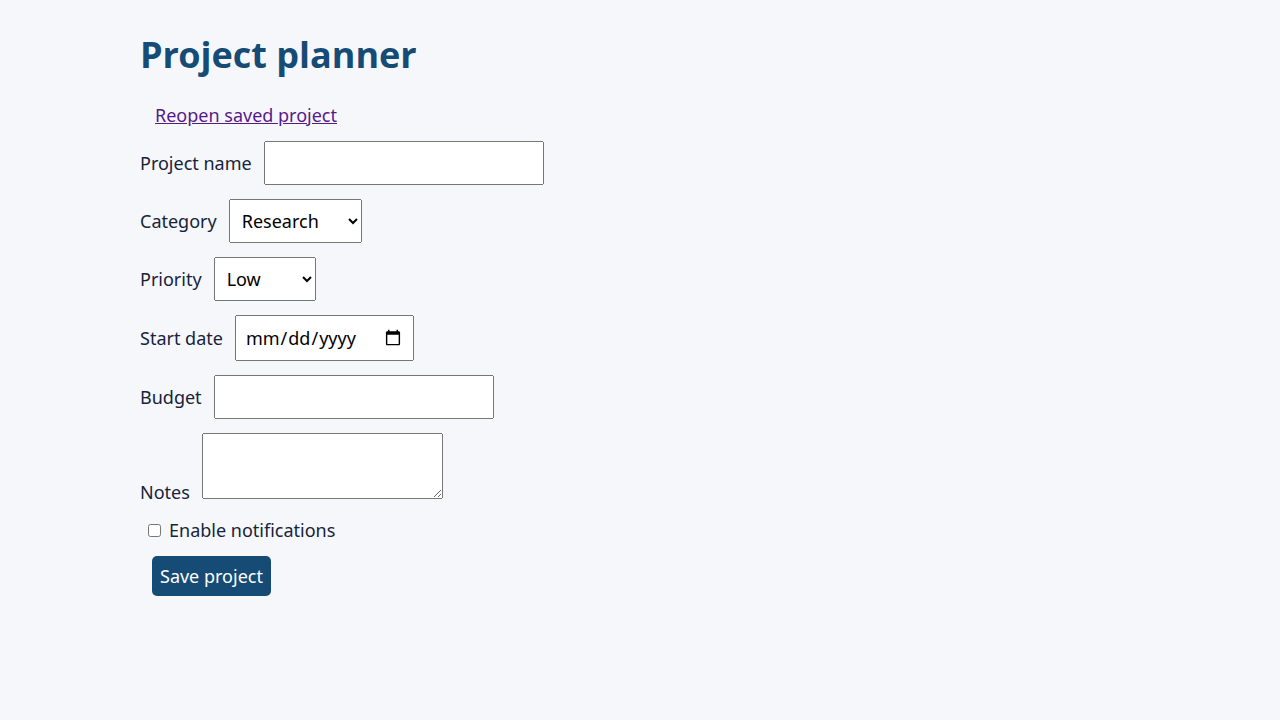 Project planner
Reopen saved project
Project name
Category Research
Priority Low
Start date mm/dd/yyyy
Budget
Notes
Enable notifications
Save project